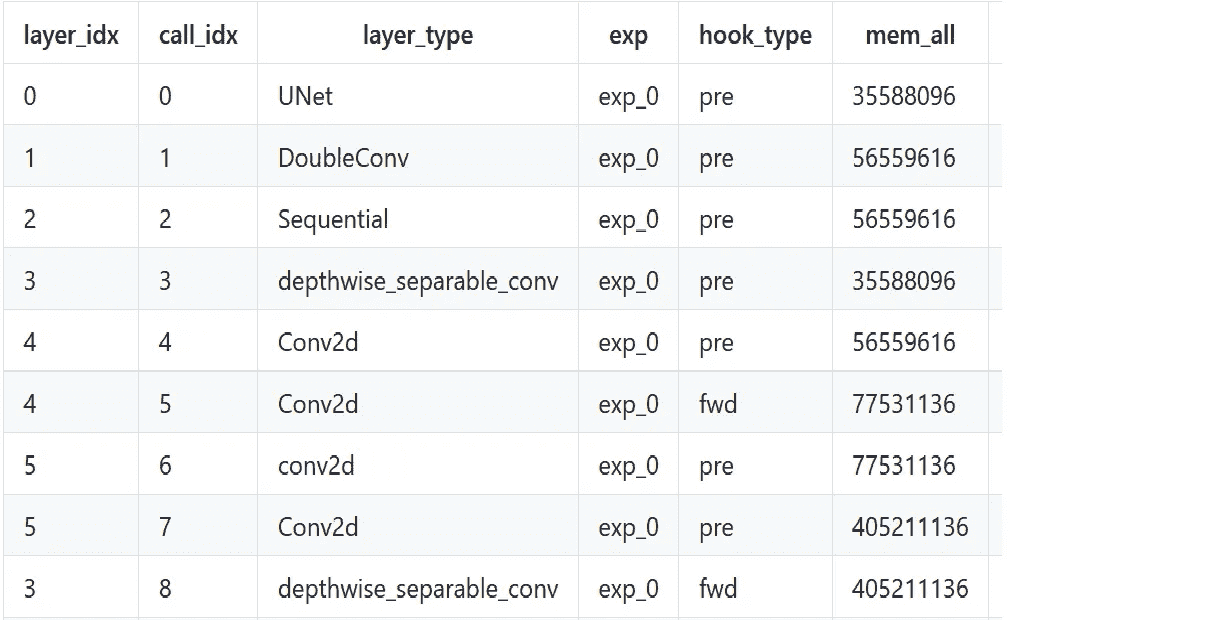 layer_idx call_idx layer_type exp hook_type mem_all
0 0 UNet exp_0 pre 35588096
1 1 DoubleConv exp_0 pre 56559616
2 2 Sequential exp_0 pre 56559616
3 3 depthwise_separable_conv exp_0 pre 35588096
4 4 Conv2d exp_0 pre 56559616
4 5 Conv2d exp_0 fwd 77531136
5 6 conv2d exp_0 pre 77531136
5 7 Conv2d exp_0 pre 405211136
3 8 depthwise_separable_conv exp_0 fwd 405211136